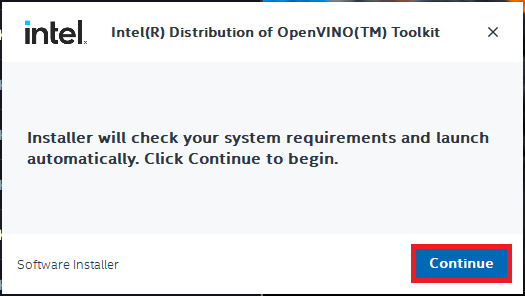 intel. Intel(R) Distribution of OpenVINO(TM) Toolkit
Installer will check your system requirements and launch
automatically. Click Continue to begin.
Software Installer
Continue